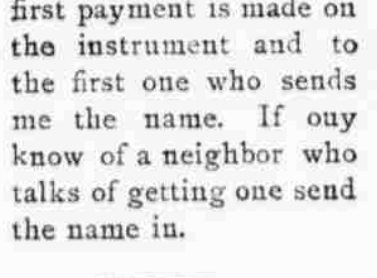 first payment is made on
the instrument and to
the first one who sends
me the name. If ouy
know of a neighbor who
talks of getting one send
the name in.